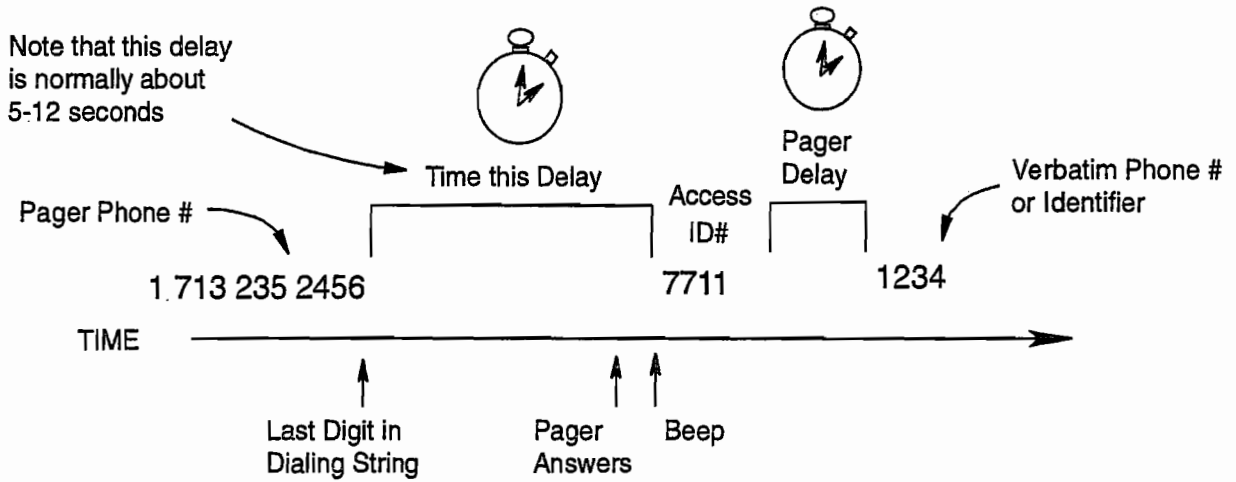 Note that this delay
is normally about
5-12 seconds
Time this Delay
Pager
Delay
Verbatim Phone #
or Identifier
Pager Phone #
Access
ID#
1 713 235 2456
7711
1234
TIME
Last Digit in
Dialing String
Pager
Answers
Beep